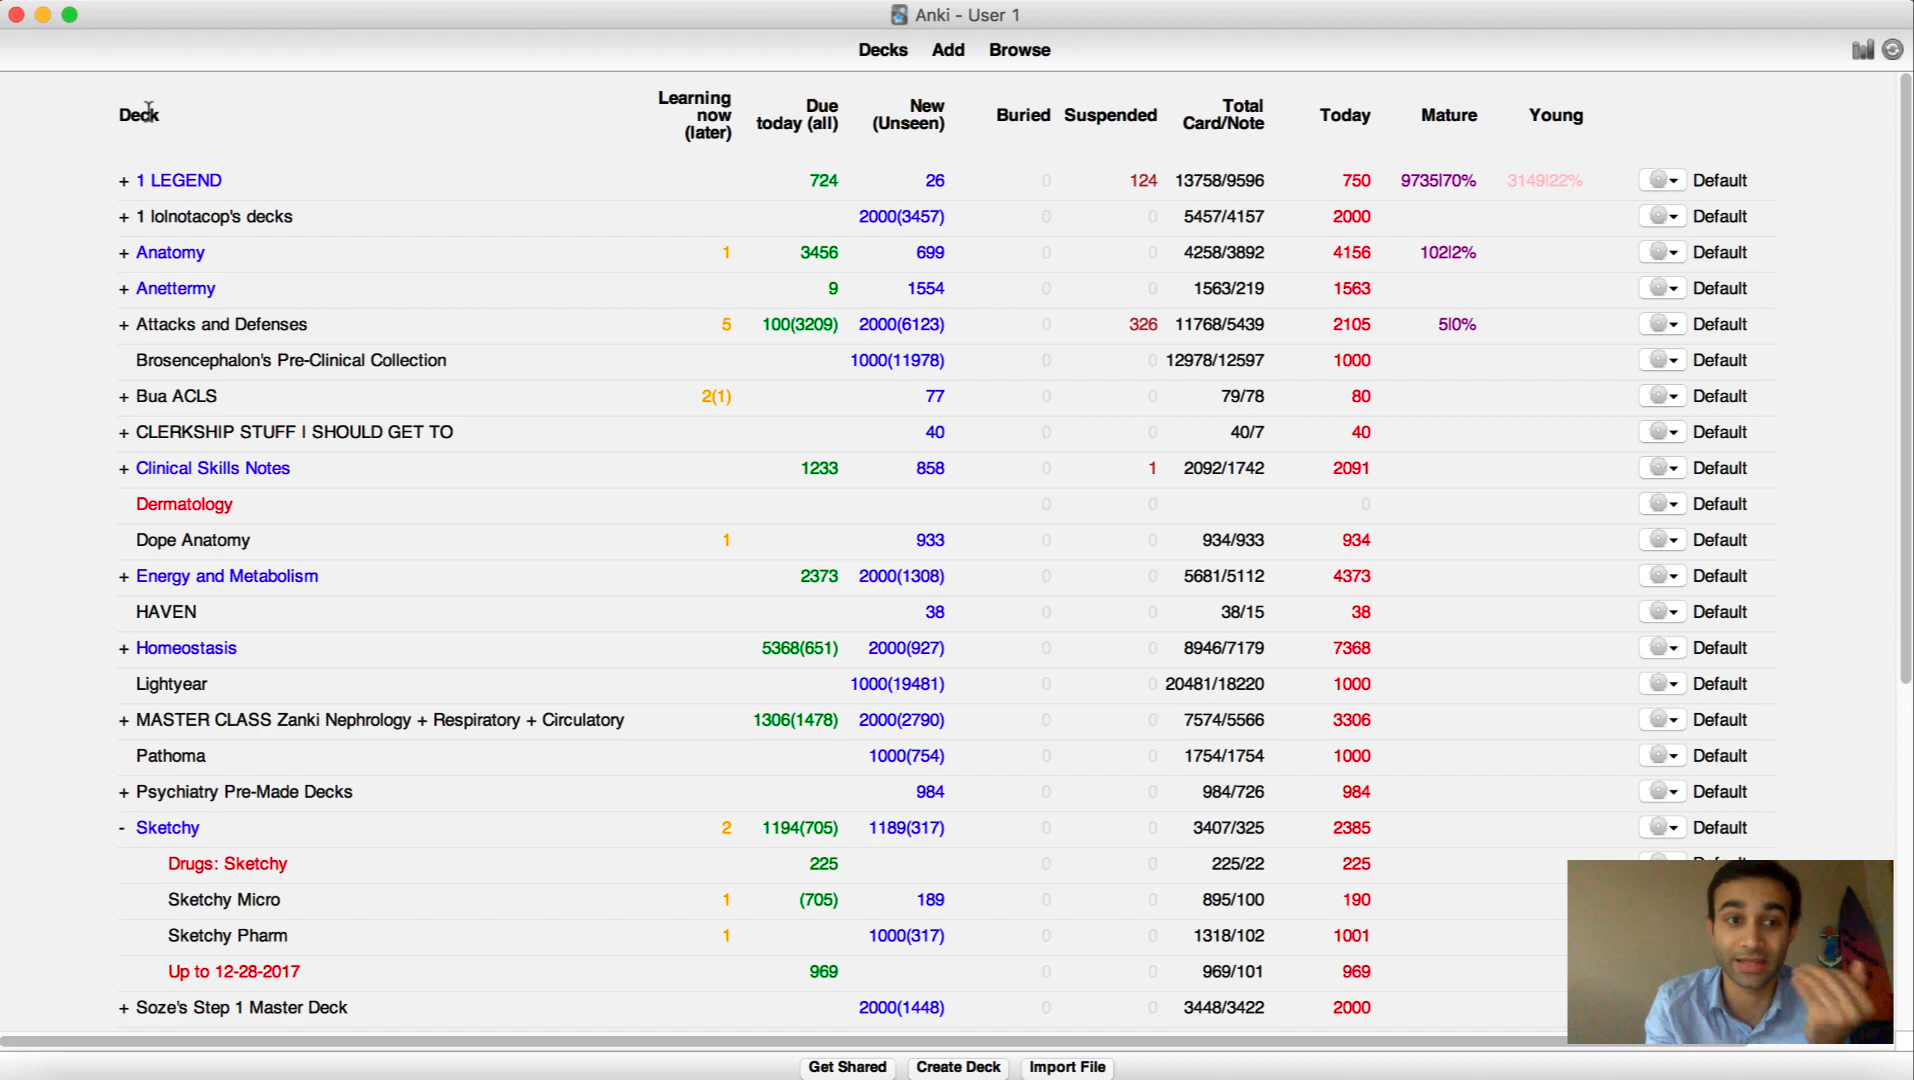 Anki - User 1
Decks Add Browse
Deck Learning now (later) Due today (all) New (Unseen) Buried Suspended Total Card/Note Today Mature Young
+ 1 LEGEND 724 26 0 124 13758/9596 750 9735|70% 3149|22% Default
+ 1 lolnotacop's decks 2000(3457) 0 0 5457/4157 2000 Default
+ Anatomy 1 3456 699 0 0 4258/3892 4156 102|2% Default
+ Anettermy 9 1554 0 0 1563/219 1563 Default
+ Attacks and Defenses 5 100(3209) 2000(6123) 0 326 11768/5439 2105 5|0% Default
Brosencephalon's Pre-Clinical Collection 1000(11978) 0 0 12978/12597 1000 Default
+ Bua ACLS 2(1) 77 0 0 79/78 80 Default
+ CLERKSHIP STUFF I SHOULD GET TO 40 0 0 40/7 40 Default
+ Clinical Skills Notes 1233 858 0 1 2092/1742 2091 Default
Dermatology 0 0 0 Default
Dope Anatomy 1 933 0 0 934/933 934 Default
+ Energy and Metabolism 2373 2000(1308) 0 0 5681/5112 4373 Default
HAVEN 38 0 0 38/15 38 Default
+ Homeostasis 5368(651) 2000(927) 0 0 8946/7179 7368 Default
Lightyear 1000(19481) 0 0 20481/18220 1000 Default
+ MASTER CLASS Zanki Nephrology + Respiratory + Circulatory 1306(1478) 2000(2790) 0 0 7574/5566 3306 Default
Pathoma 1000(754) 0 0 1754/1754 1000 Default
+ Psychiatry Pre-Made Decks 984 0 0 984/726 984 Default
- Sketchy 2 1194(705) 1189(317) 0 0 3407/325 2385 Default
Drugs: Sketchy 225 0 0 225/22 225
Sketchy Micro 1 (705) 189 0 0 895/100 190
Sketchy Pharm 1 1000(317) 0 0 1318/102 1001
Up to 12-28-2017 969 0 0 969/101 969
+ Soze's Step 1 Master Deck 2000(1448) 0 0 3448/3422 2000
Get Shared Create Deck Import File